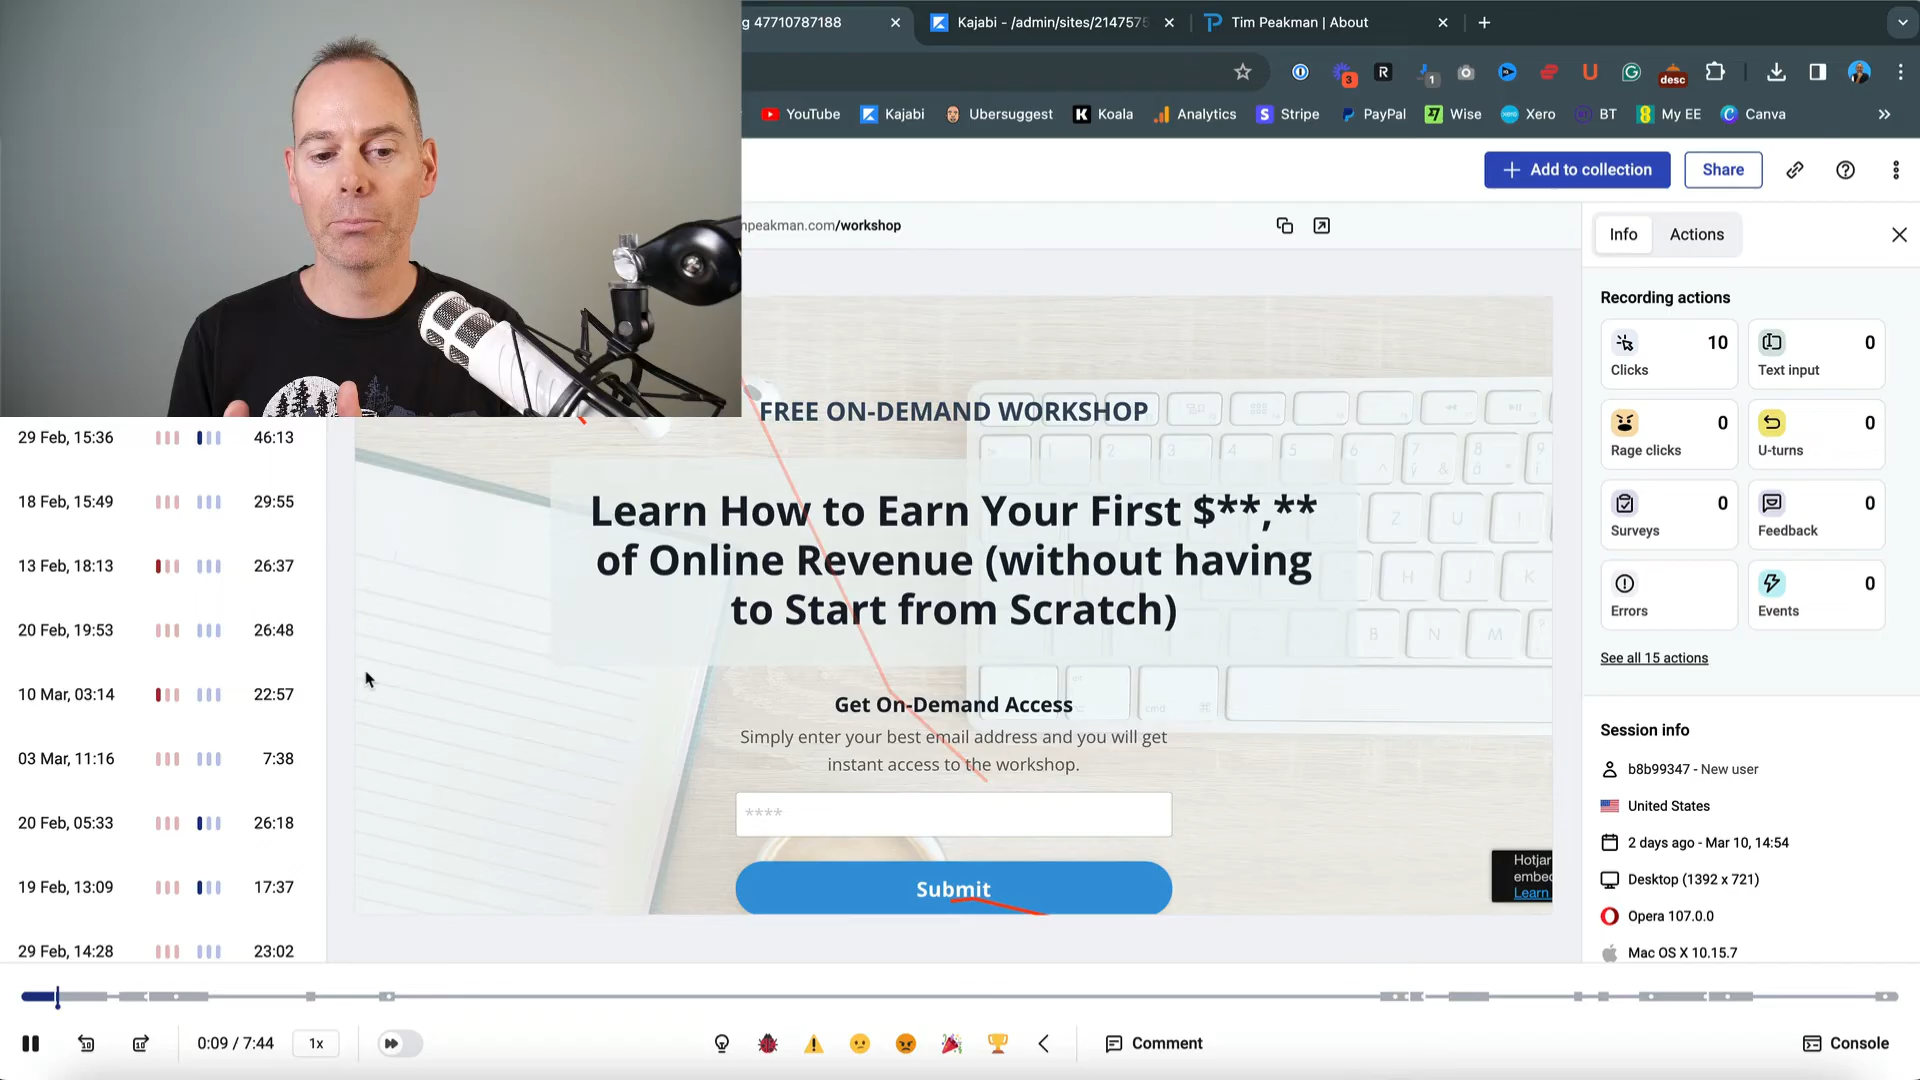 g 47710787188
Kajabi - /admin/sites/2147575
Tim Peakman | About
3
1
desc
YouTube
Kajabi
Ubersuggest
Koala
Analytics
Stripe
PayPal
Wise
Xero
BT
My EE
Canva
Add to collection
Share
npeakman.com/workshop
Info
Actions
Recording actions
Clicks 10
Text input 0
Rage clicks 0
U-turns 0
Surveys 0
Feedback 0
Errors
Events 0
See all 15 actions
Session info
b8b99347 - New user
United States
2 days ago - Mar 10, 14:54
Desktop (1392 x 721)
Opera 107.0.0
Mac OS X 10.15.7
29 Feb, 15:36 46:13
18 Feb, 15:49 29:55
13 Feb, 18:13 26:37
20 Feb, 19:53 26:48
10 Mar, 03:14 22:57
03 Mar, 11:16 7:38
20 Feb, 05:33 26:18
19 Feb, 13:09 17:37
29 Feb, 14:28 23:02
FREE ON-DEMAND WORKSHOP
Learn How to Earn Your First $**,**
of Online Revenue (without having
to Start from Scratch)
Get On-Demand Access
Simply enter your best email address and you will get
instant access to the workshop.
****
Submit
Hotjar
embe
Learn
0:09 / 7:44
1x
Comment
Console